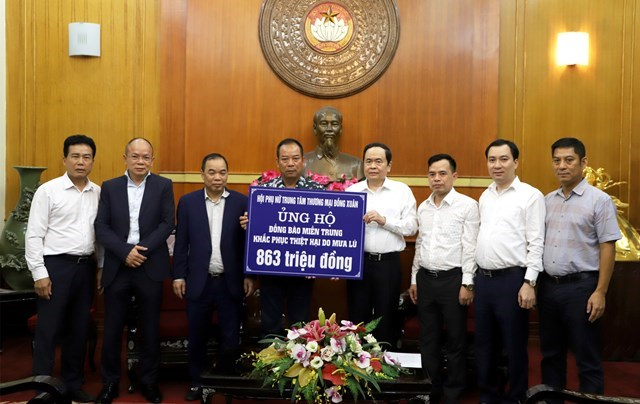 HỘI PHỤ NỮ TRUNG TÂM THƯƠNG MẠI ĐỒNG XUÂN
ỦNG HỘ
ĐỒNG BÀO MIỀN TRUNG
KHẮC PHỤC THIỆT HẠI DO MƯA LŨ
863 triệu đồng